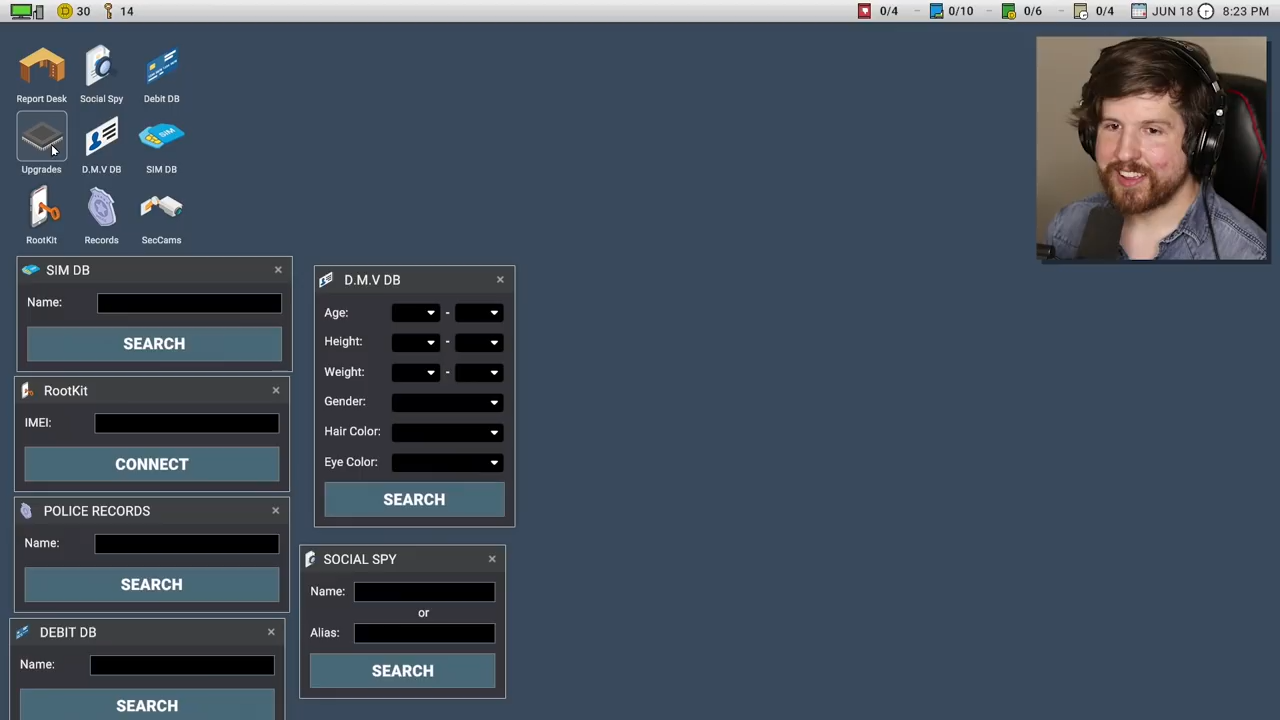 30
14
0/4
0/10
0/6
0/4
JUN 18
8:23 PM
Report Desk
Social Spy
Debit DB
SIM
Upgrades
D.M.V DB
SIM DB
RootKit
Records
SecCams
SIM DB
Name:
SEARCH
RootKit
IMEI:
CONNECT
POLICE RECORDS
Name:
SEARCH
DEBIT DB
Name:
SEARCH
D.M.V DB
Age:
-
Height:
-
Weight:
-
Gender:
Hair Color:
Eye Color:
SEARCH
SOCIAL SPY
Name:
or
Alias:
SEARCH